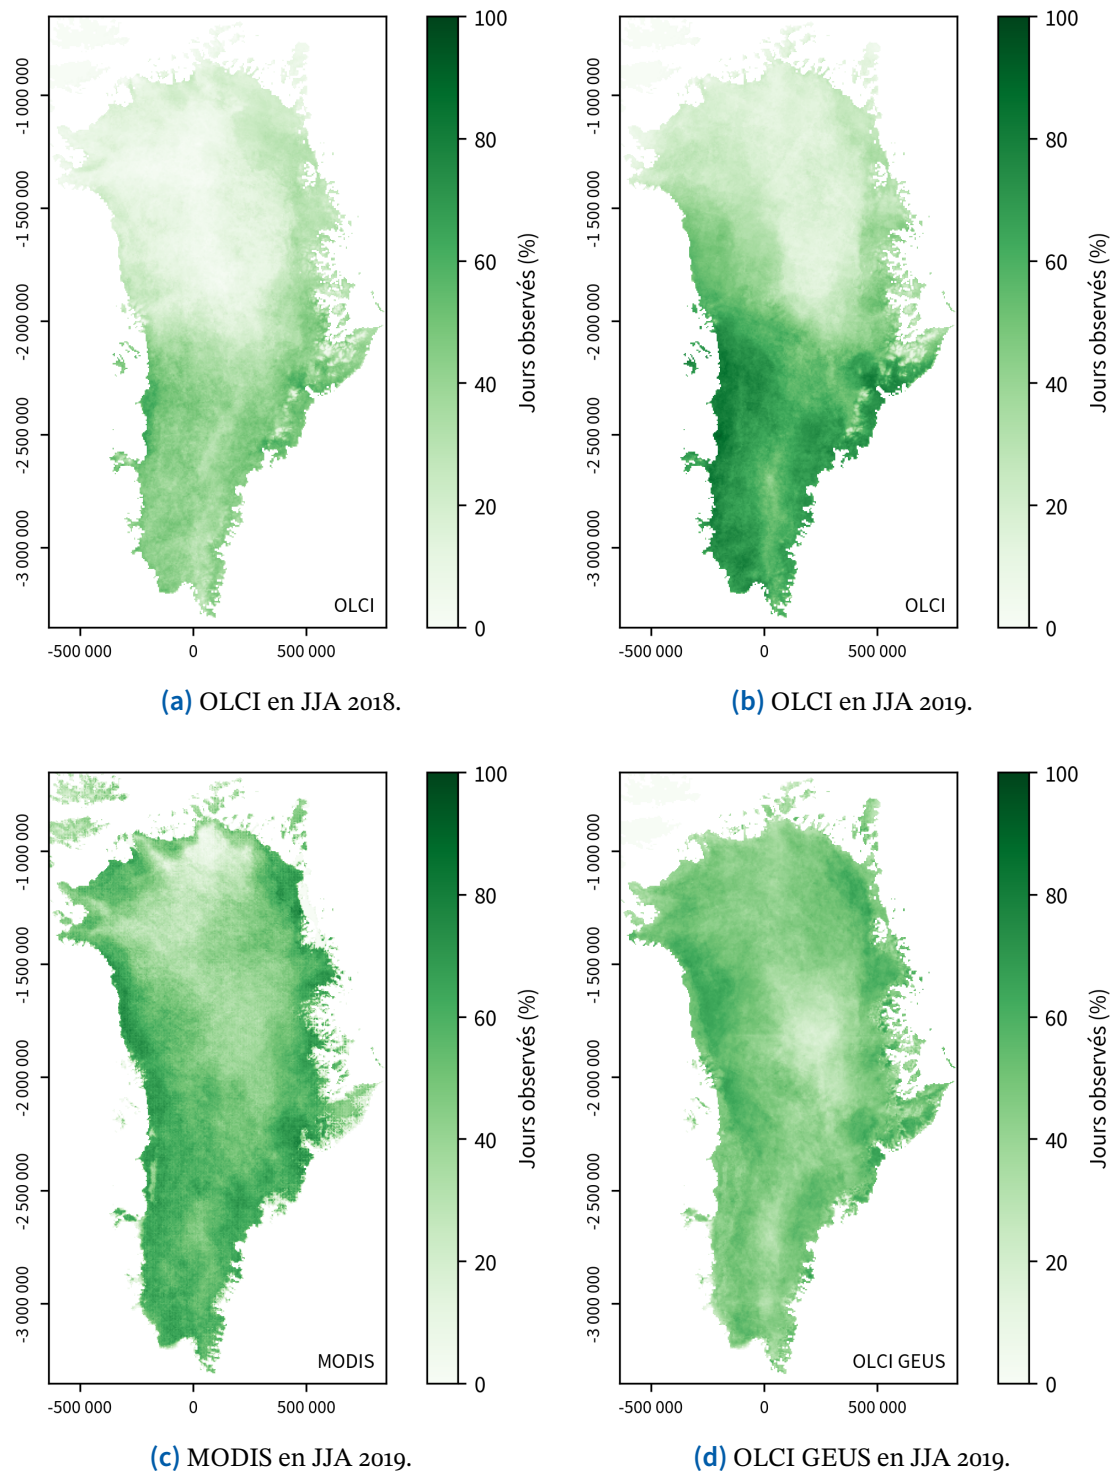 100
80
60
40
20
0
Jours observés (%)
-1 000 000
-1 500 000
-2 000 000
-2 500 000
-3 000 000
-500 000 0 500 000
OLCI
(a) OLCI en JJA 2018.
100
80
60
40
20
0
Jours observés (%)
-1 000 000
-1 500 000
-2 000 000
-2 500 000
-3 000 000
-500 000 0 500 000
OLCI
(b) OLCI en JJA 2019.
100
80
60
40
20
0
Jours observés (%)
-1 000 000
-1 500 000
-2 000 000
-2 500 000
-3 000 000
-500 000 0 500 000
MODIS
(c) MODIS en JJA 2019.
100
80
60
40
20
0
Jours observés (%)
-1 000 000
-1 500 000
-2 000 000
-2 500 000
-3 000 000
-500 000 0 500 000
OLCI GEUS
(d) OLCI GEUS en JJA 2019.